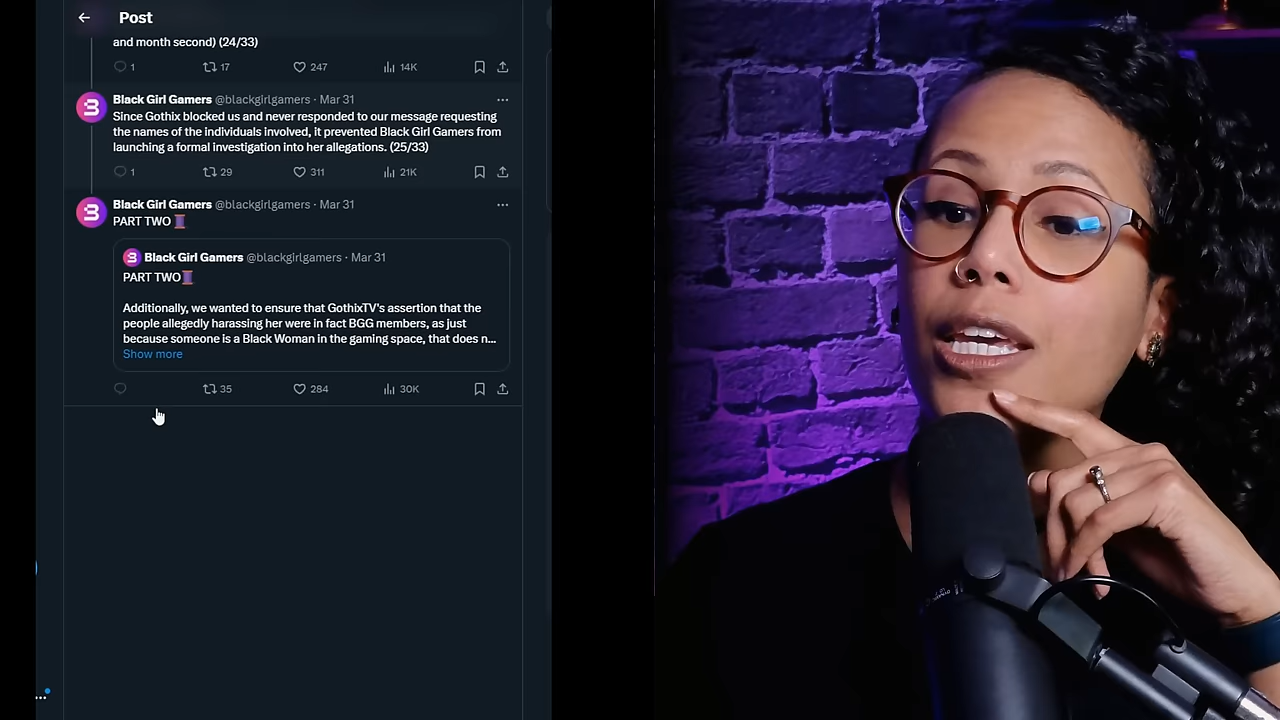 Post
and month second) (24/33)
1 17 247 14K
Black Girl Gamers @blackgirlgamers · Mar 31
Since Gothix blocked us and never responded to our message requesting
the names of the individuals involved, it prevented Black Girl Gamers from
launching a formal investigation into her allegations. (25/33)
1 29 311 21K
Black Girl Gamers @blackgirlgamers · Mar 31
PART TWO🧵
Black Girl Gamers @blackgirlgamers · Mar 31
PART TWO🧵
Additionally, we wanted to ensure that GothixTV's assertion that the
people allegedly harassing her were in fact BGG members, as just
because someone is a Black Woman in the gaming space, that does n...
Show more
35 284 30K